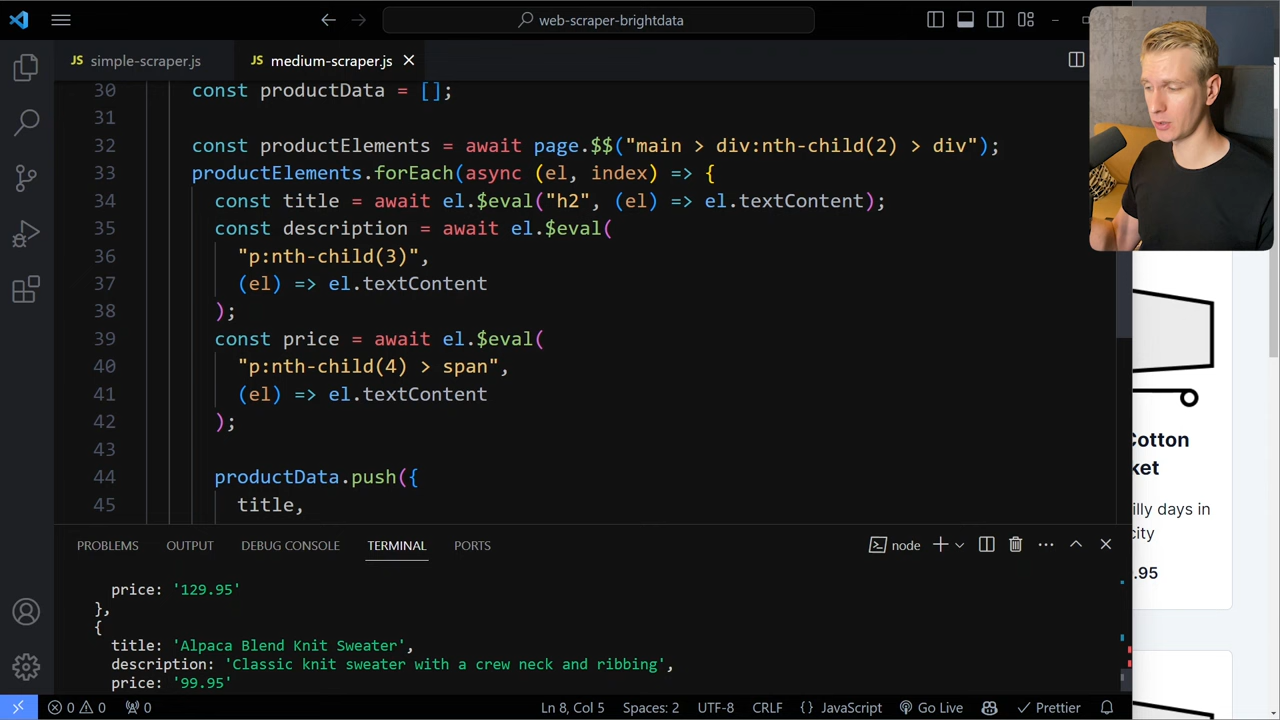 web-scraper-brightdata
JS simple-scraper.js
JS medium-scraper.js
30 const productData = [];
31
32 const productElements = await page.$$("main > div:nth-child(2) > div");
33 productElements.forEach(async (el, index) => {
34 const title = await el.$eval("h2", (el) => el.textContent);
35 const description = await el.$eval(
36 "p:nth-child(3)",
37 (el) => el.textContent
38 );
39 const price = await el.$eval(
40 "p:nth-child(4) > span",
41 (el) => el.textContent
42 );
43
44 productData.push({
45 title,
Cotton
ket
illy days in
city
.95
PROBLEMS OUTPUT DEBUG CONSOLE TERMINAL PORTS
node
price: '129.95'
},
{
title: 'Alpaca Blend Knit Sweater',
description: 'Classic knit sweater with a crew neck and ribbing',
price: '99.95'
0 0 0 Ln 8, Col 5 Spaces: 2 UTF-8 CRLF {} JavaScript Go Live Prettier